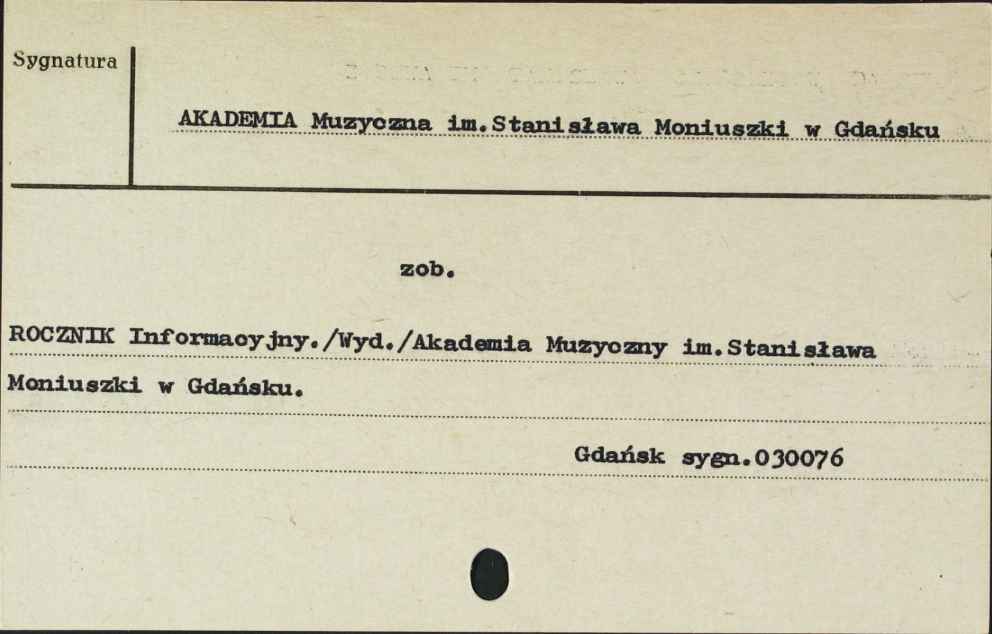 Sygnatura
AKADEMIA Muzyczna im.Stanisława Moniuszki w Gdańsku
zob.
ROCZNIK Informacyjny./Wyd./Akademia Muzyczny im.Stanisława
Moniuszki w Gdańsku.
Gdańsk sygn.030076